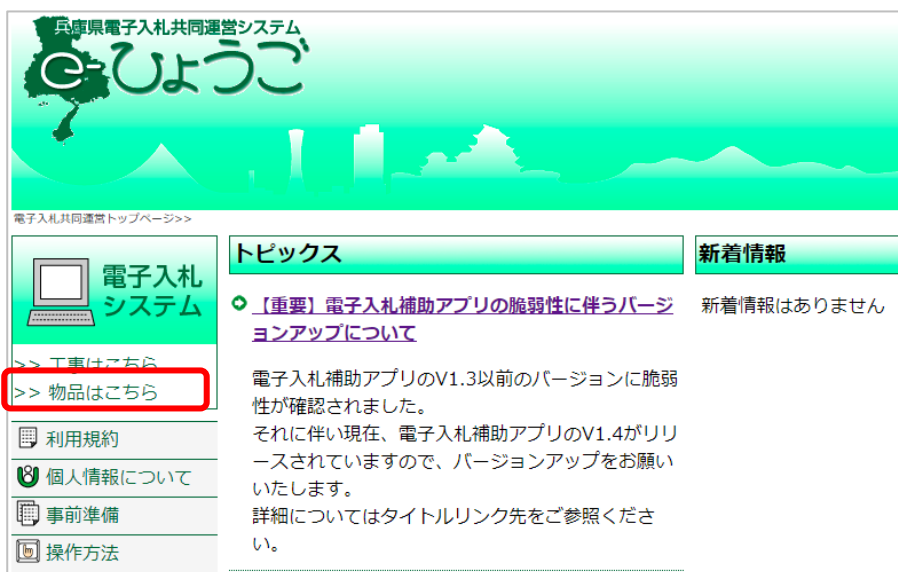 兵庫県電子入札共同運営システム
e-ひょうご
電子入札共同運営トップページ>>
電子入札
システム
>> 工事はこちら
>> 物品はこちら
利用規約
個人情報について
事前準備
操作方法
トピックス
【重要】電子入札補助アプリの脆弱性に伴うバージ
ョンアップについて
電子入札補助アプリのV1.3以前のバージョンに脆弱
性が確認されました。
それに伴い現在、電子入札補助アプリのV1.4がリリ
ースされていますので、バージョンアップをお願い
いたします。
詳細についてはタイトルリンク先をご参照くださ
い。
新着情報
新着情報はありません